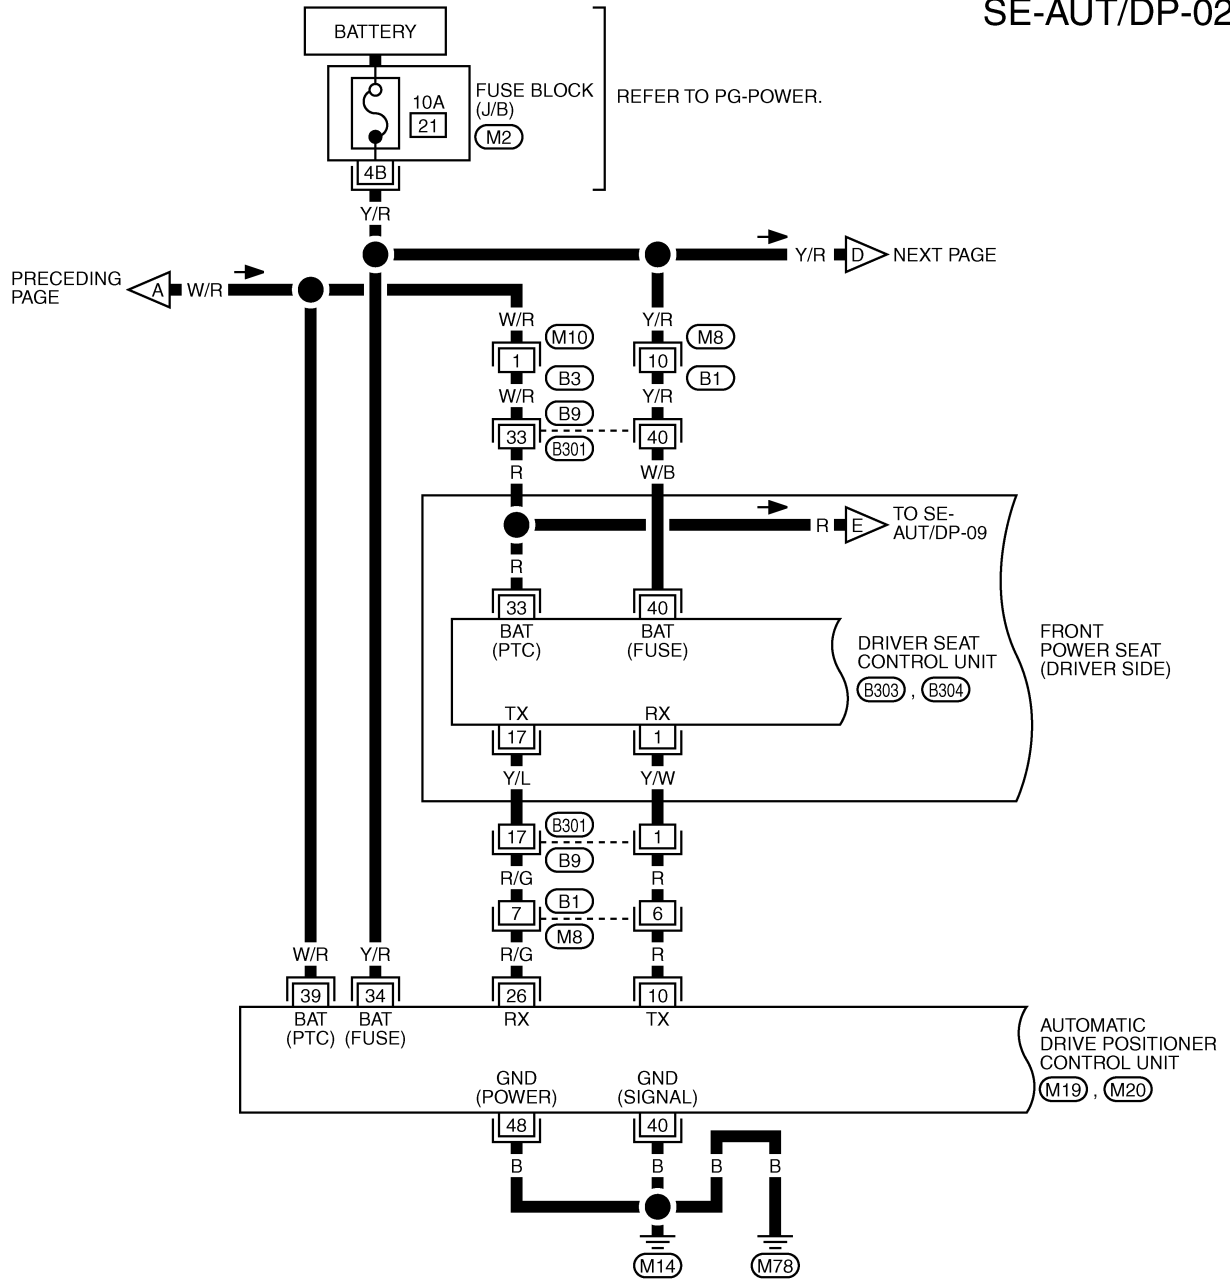 SE-AUT/DP-02
BATTERY
10A
21
FUSE BLOCK
(J/B)
M2
REFER TO PG-POWER.
4B
Y/R
PRECEDING
PAGE
A
W/R
Y/R
D
NEXT PAGE
W/R
M10
Y/R
M8
1
10
B3
B1
W/R
B9
Y/R
33
40
B301
R
W/B
R
E
TO SE-
AUT/DP-09
R
33
40
BAT
(PTC)
BAT
(FUSE)
DRIVER SEAT
CONTROL UNIT
B303 , B304
FRONT
POWER SEAT
(DRIVER SIDE)
TX
RX
17
1
Y/L
Y/W
17
B301
1
B9
R/G
R
7
B1
6
M8
W/R
Y/R
R/G
R
39
34
26
10
BAT
(PTC)
BAT
(FUSE)
RX
TX
AUTOMATIC
DRIVE POSITIONER
CONTROL UNIT
M19 , M20
GND
(POWER)
GND
(SIGNAL)
48
40
B
B
B
B
M14
M78